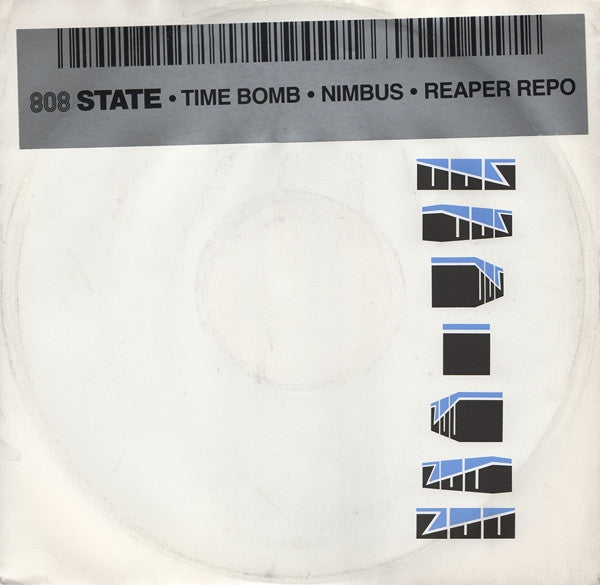 808 STATE • TIME BOMB • NIMBUS • REAPER REPO